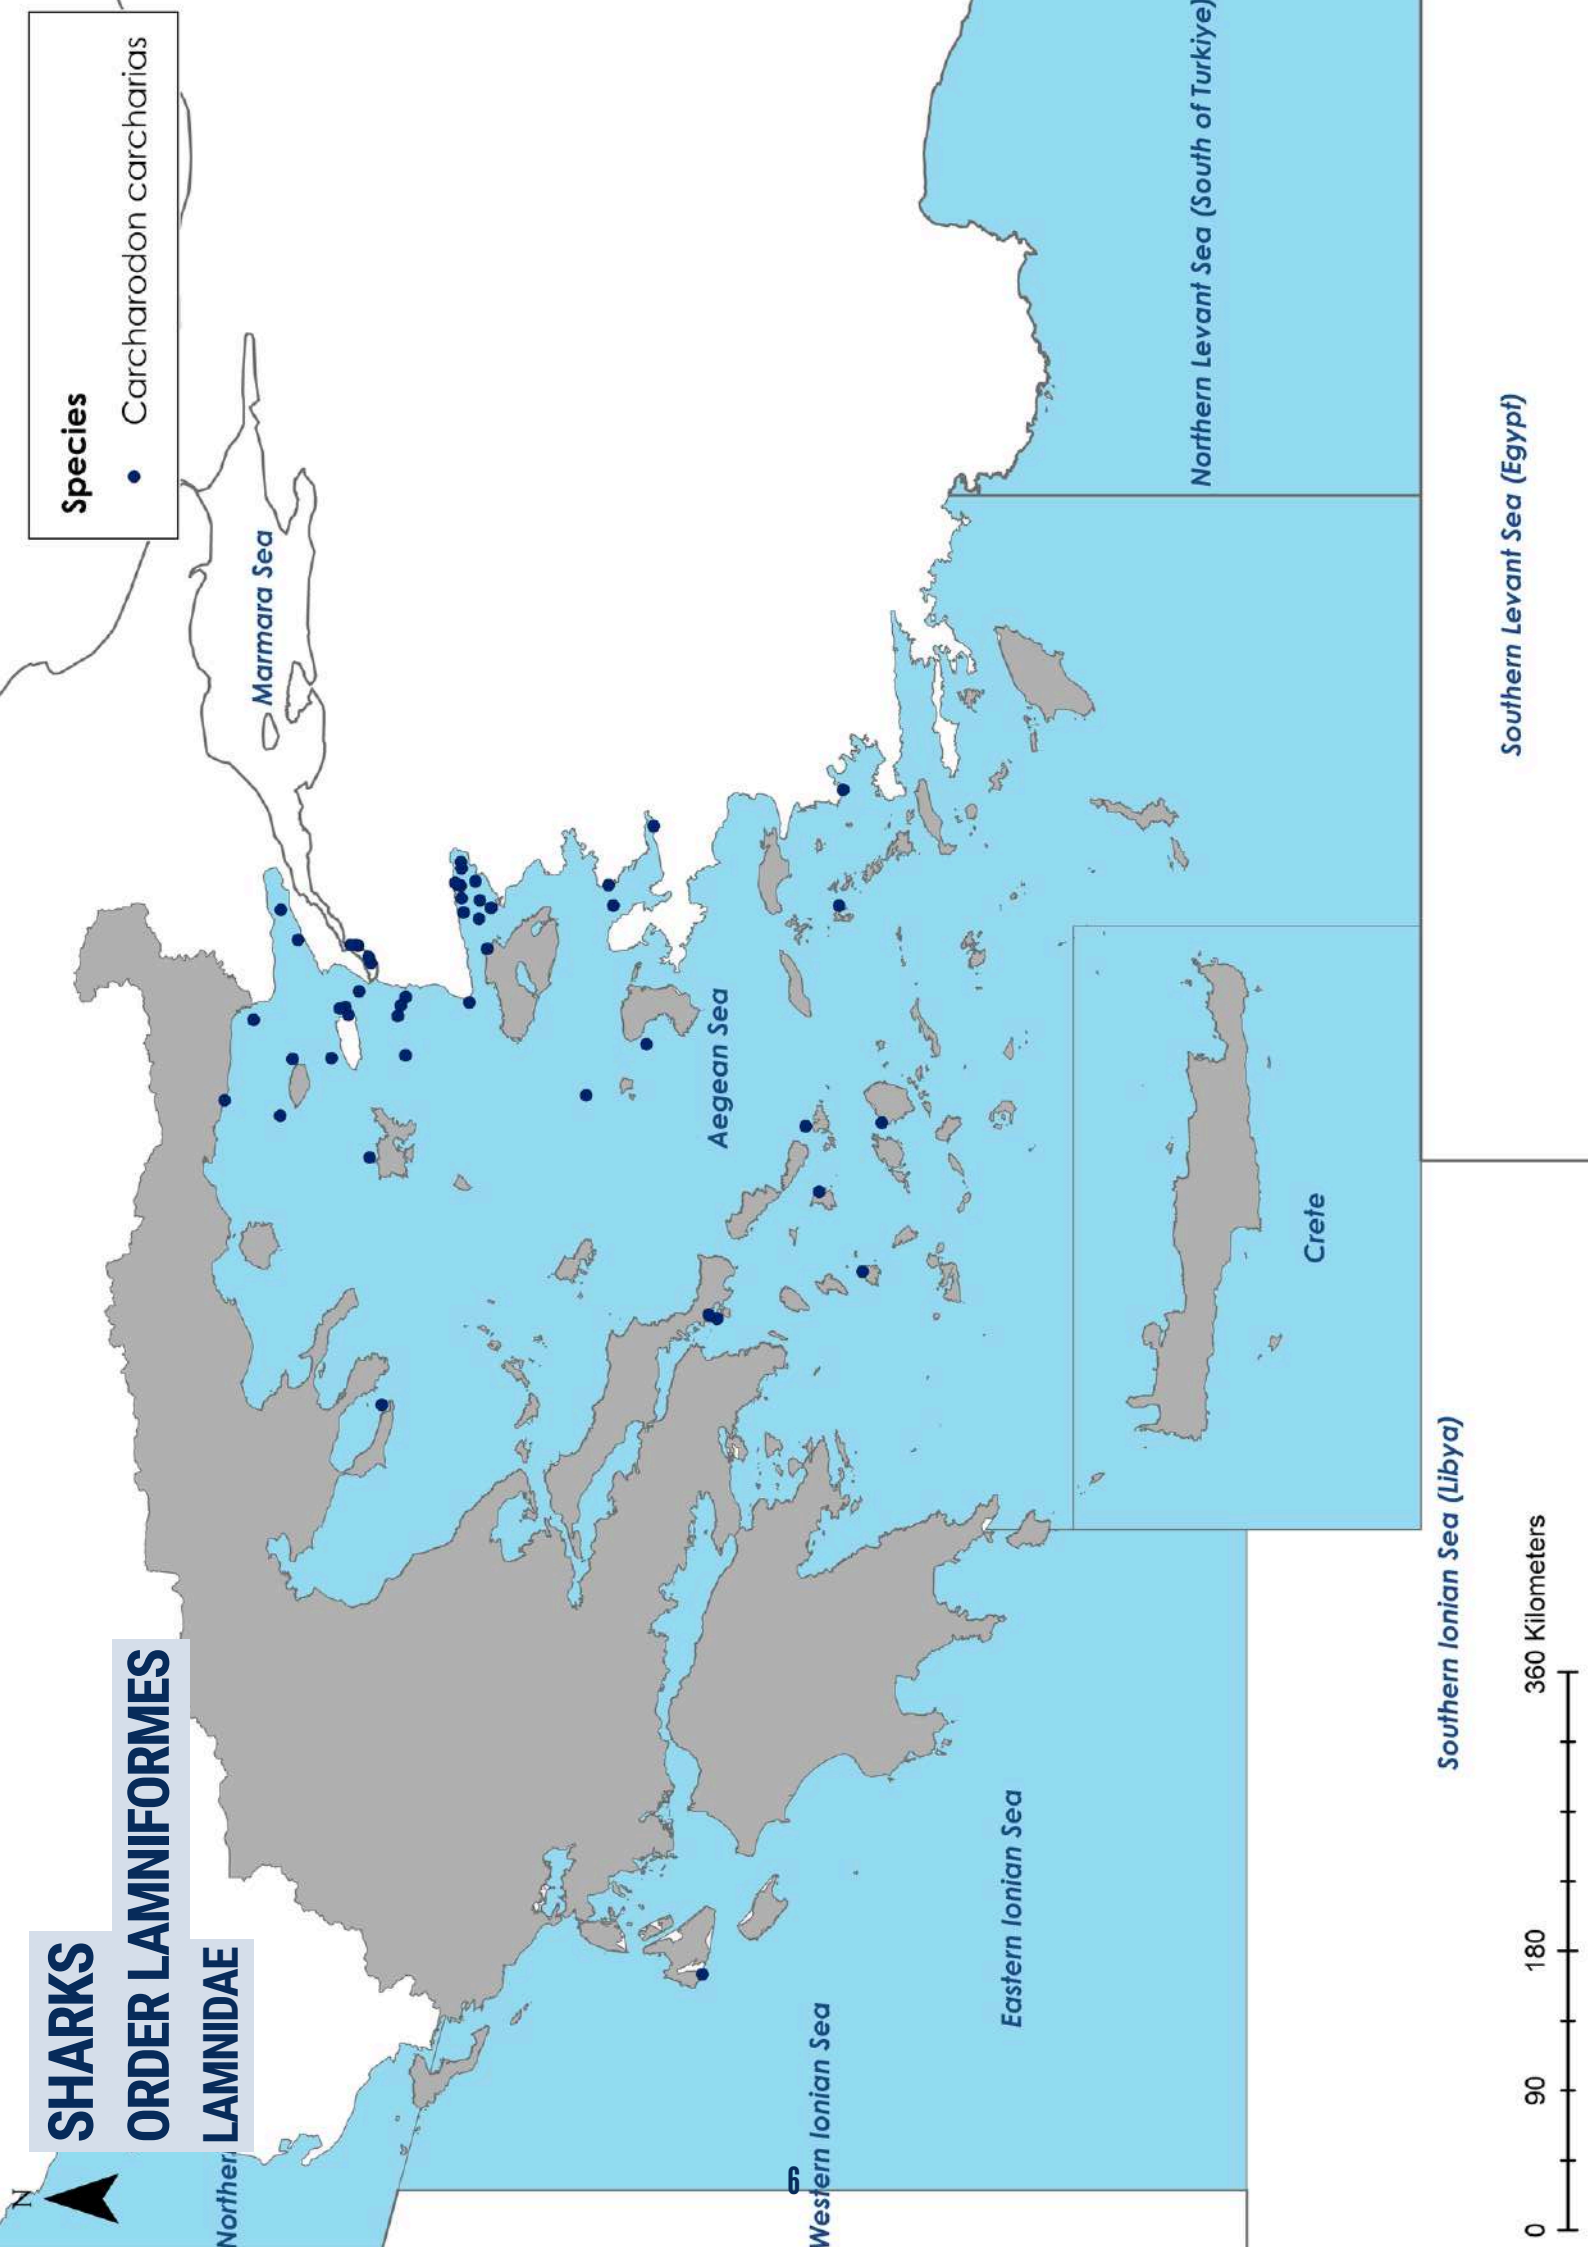 SHARKS
ORDER LAMNIFORMES
LAMNIDAE
N
Species
Carcharodon carcharias
Marmara Sea
Norther
Aegean Sea
Western Ionian Sea
Eastern Ionian Sea
Crete
Northern Levant Sea (South of Turkiye)
Southern Ionian Sea (Libya)
Southern Levant Sea (Egypt)
0 90 180 360 Kilometers
6